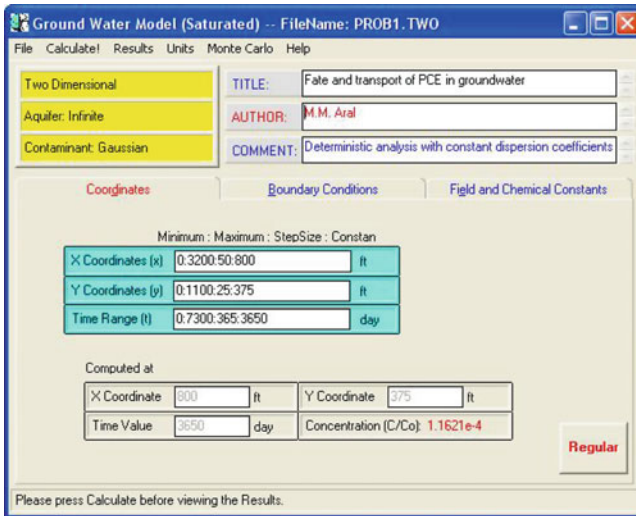 Ground Water Model (Saturated) -- FileName: PROB1.TWO
File Calculate! Results Units Monte Carlo Help
Two Dimensional
Aquifer: Infinite
Contaminant: Gaussian
TITLE: Fate and transport of PCE in groundwater
AUTHOR: M.M. Aral
COMMENT: Deterministic analysis with constant dispersion coefficients
Coordinates Boundary Conditions Field and Chemical Constants
Minimum : Maximum : StepSize : Constan
X Coordinates (x) 0:3200:50:800 ft
Y Coordinates (y) 0:1100:25:375 ft
Time Range (t) 0:7300:365:3650 day
Computed at
X Coordinate 800 ft Y Coordinate 375 ft
Time Value 3650 day Concentration (C/Co): 1.1621e-4
Regular
Please press Calculate before viewing the Results.